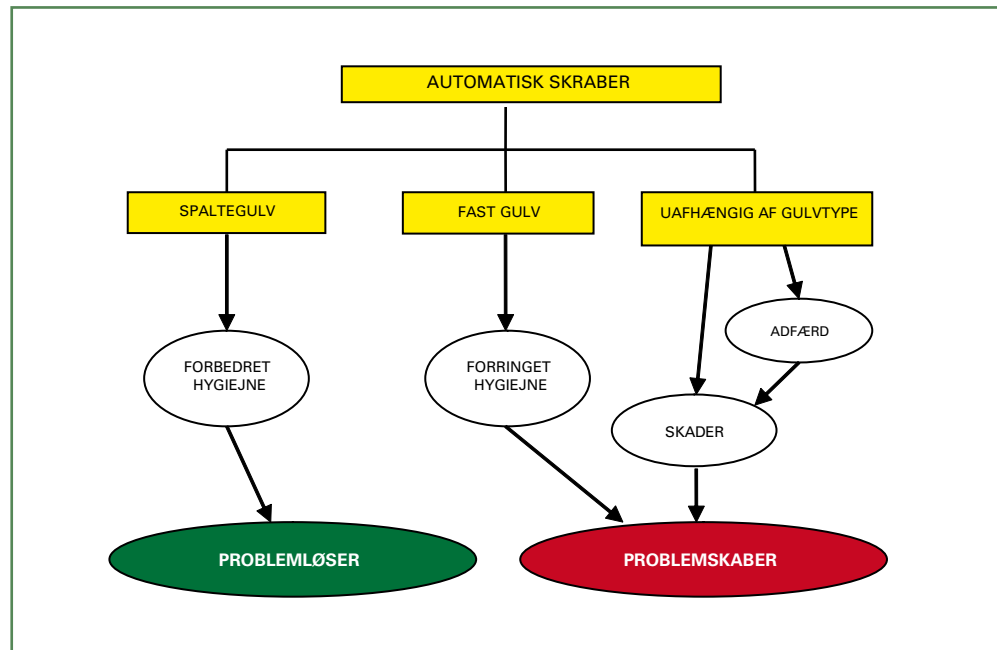 AUTOMATISK SKRABER
SPALTEGULV
FAST GULV
UAFHÆNGIG AF GULVTYPE
ADFÆRD
FORBEDRET
HYGIEJNE
FORRINGET
HYGIEJNE
SKADER
PROBLEMLØSER
PROBLEMSKABER